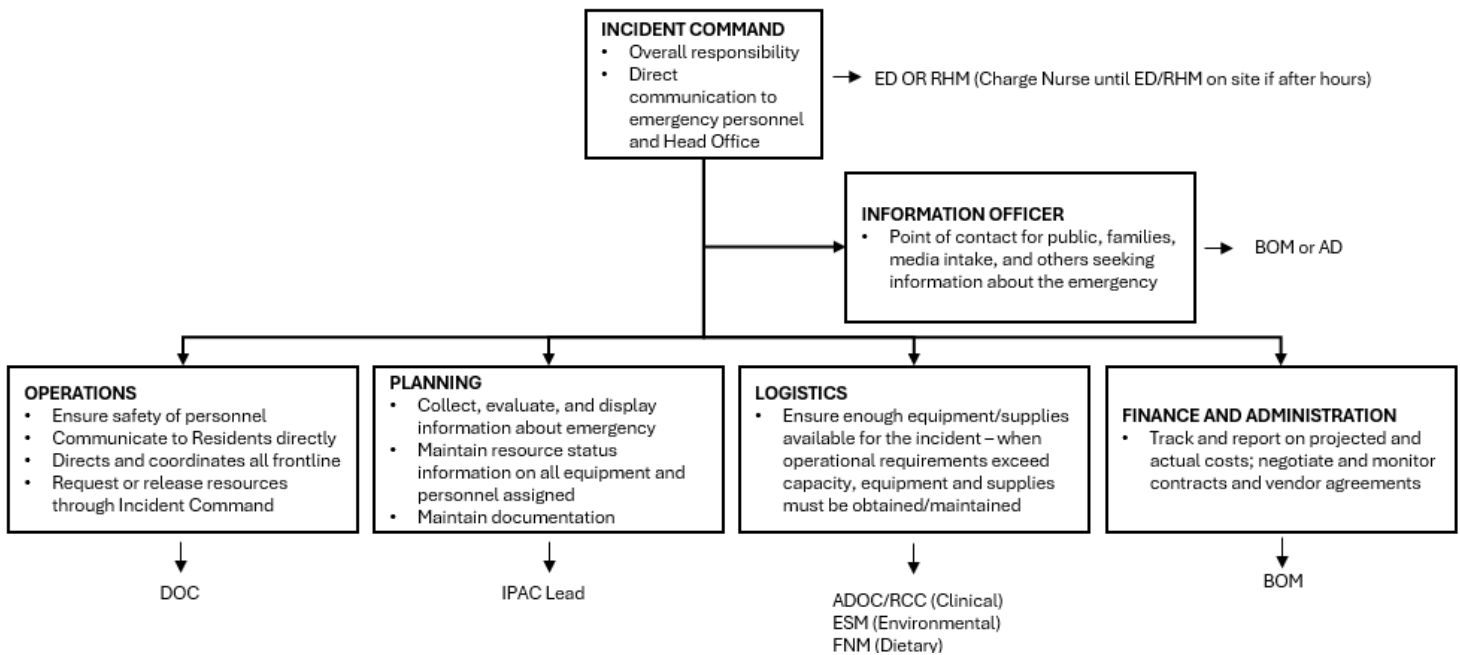 INCIDENT COMMAND
• Overall responsibility
• Direct
communication to
emergency personnel
and Head Office
ED OR RHM (Charge Nurse until ED/RHM on site if after hours)
INFORMATION OFFICER
• Point of contact for public, families,
media intake, and others seeking
information about the emergency
BOM or AD
OPERATIONS
• Ensure safety of personnel
• Communicate to Residents directly
• Directs and coordinates all frontline
• Request or release resources
through Incident Command
DOC
PLANNING
• Collect, evaluate, and display
information about emergency
• Maintain resource status
information on all equipment and
personnel assigned
• Maintain documentation
IPAC Lead
LOGISTICS
• Ensure enough equipment/supplies
available for the incident – when
operational requirements exceed
capacity, equipment and supplies
must be obtained/maintained
ADOC/RCC (Clinical)
ESM (Environmental)
FNM (Dietary)
FINANCE AND ADMINISTRATION
• Track and report on projected and
actual costs; negotiate and monitor
contracts and vendor agreements
BOM